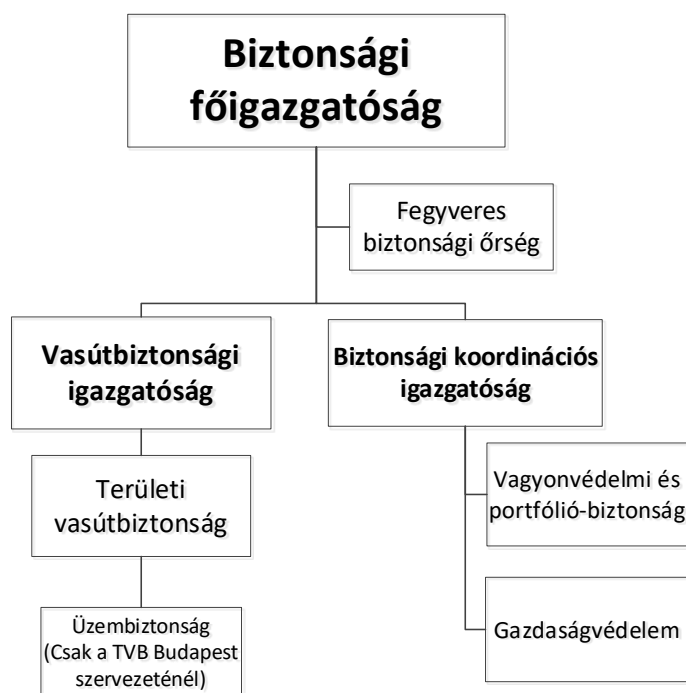 Biztonsági
főigazgatóság
Fegyveres
biztonsági őrség
Vasútbiztonsági
igazgatóság
Biztonsági koordinációs
igazgatóság
Területi
vasútbiztonság
Vagyonvédelmi és
portfólió-biztonság
Üzembiztonság
(Csak a TVB Budapest
szervezeténél)
Gazdaságvédelem